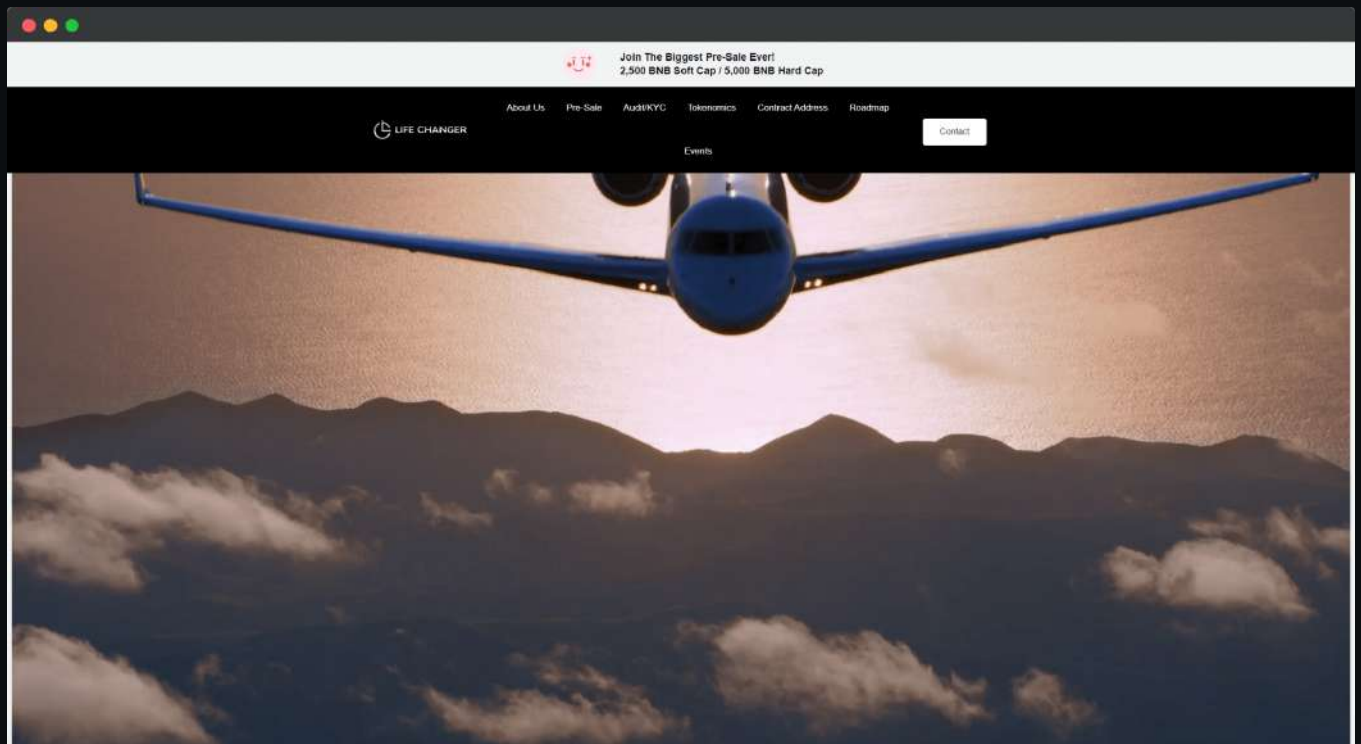 Join The Biggest Pre-Sale Ever!
2,500 BNB Soft Cap / 5,000 BNB Hard Cap
LIFE CHANGER
About Us Pre-Sale Audit/KYC Tokenomics Contract Address Roadmap
Events
Contact